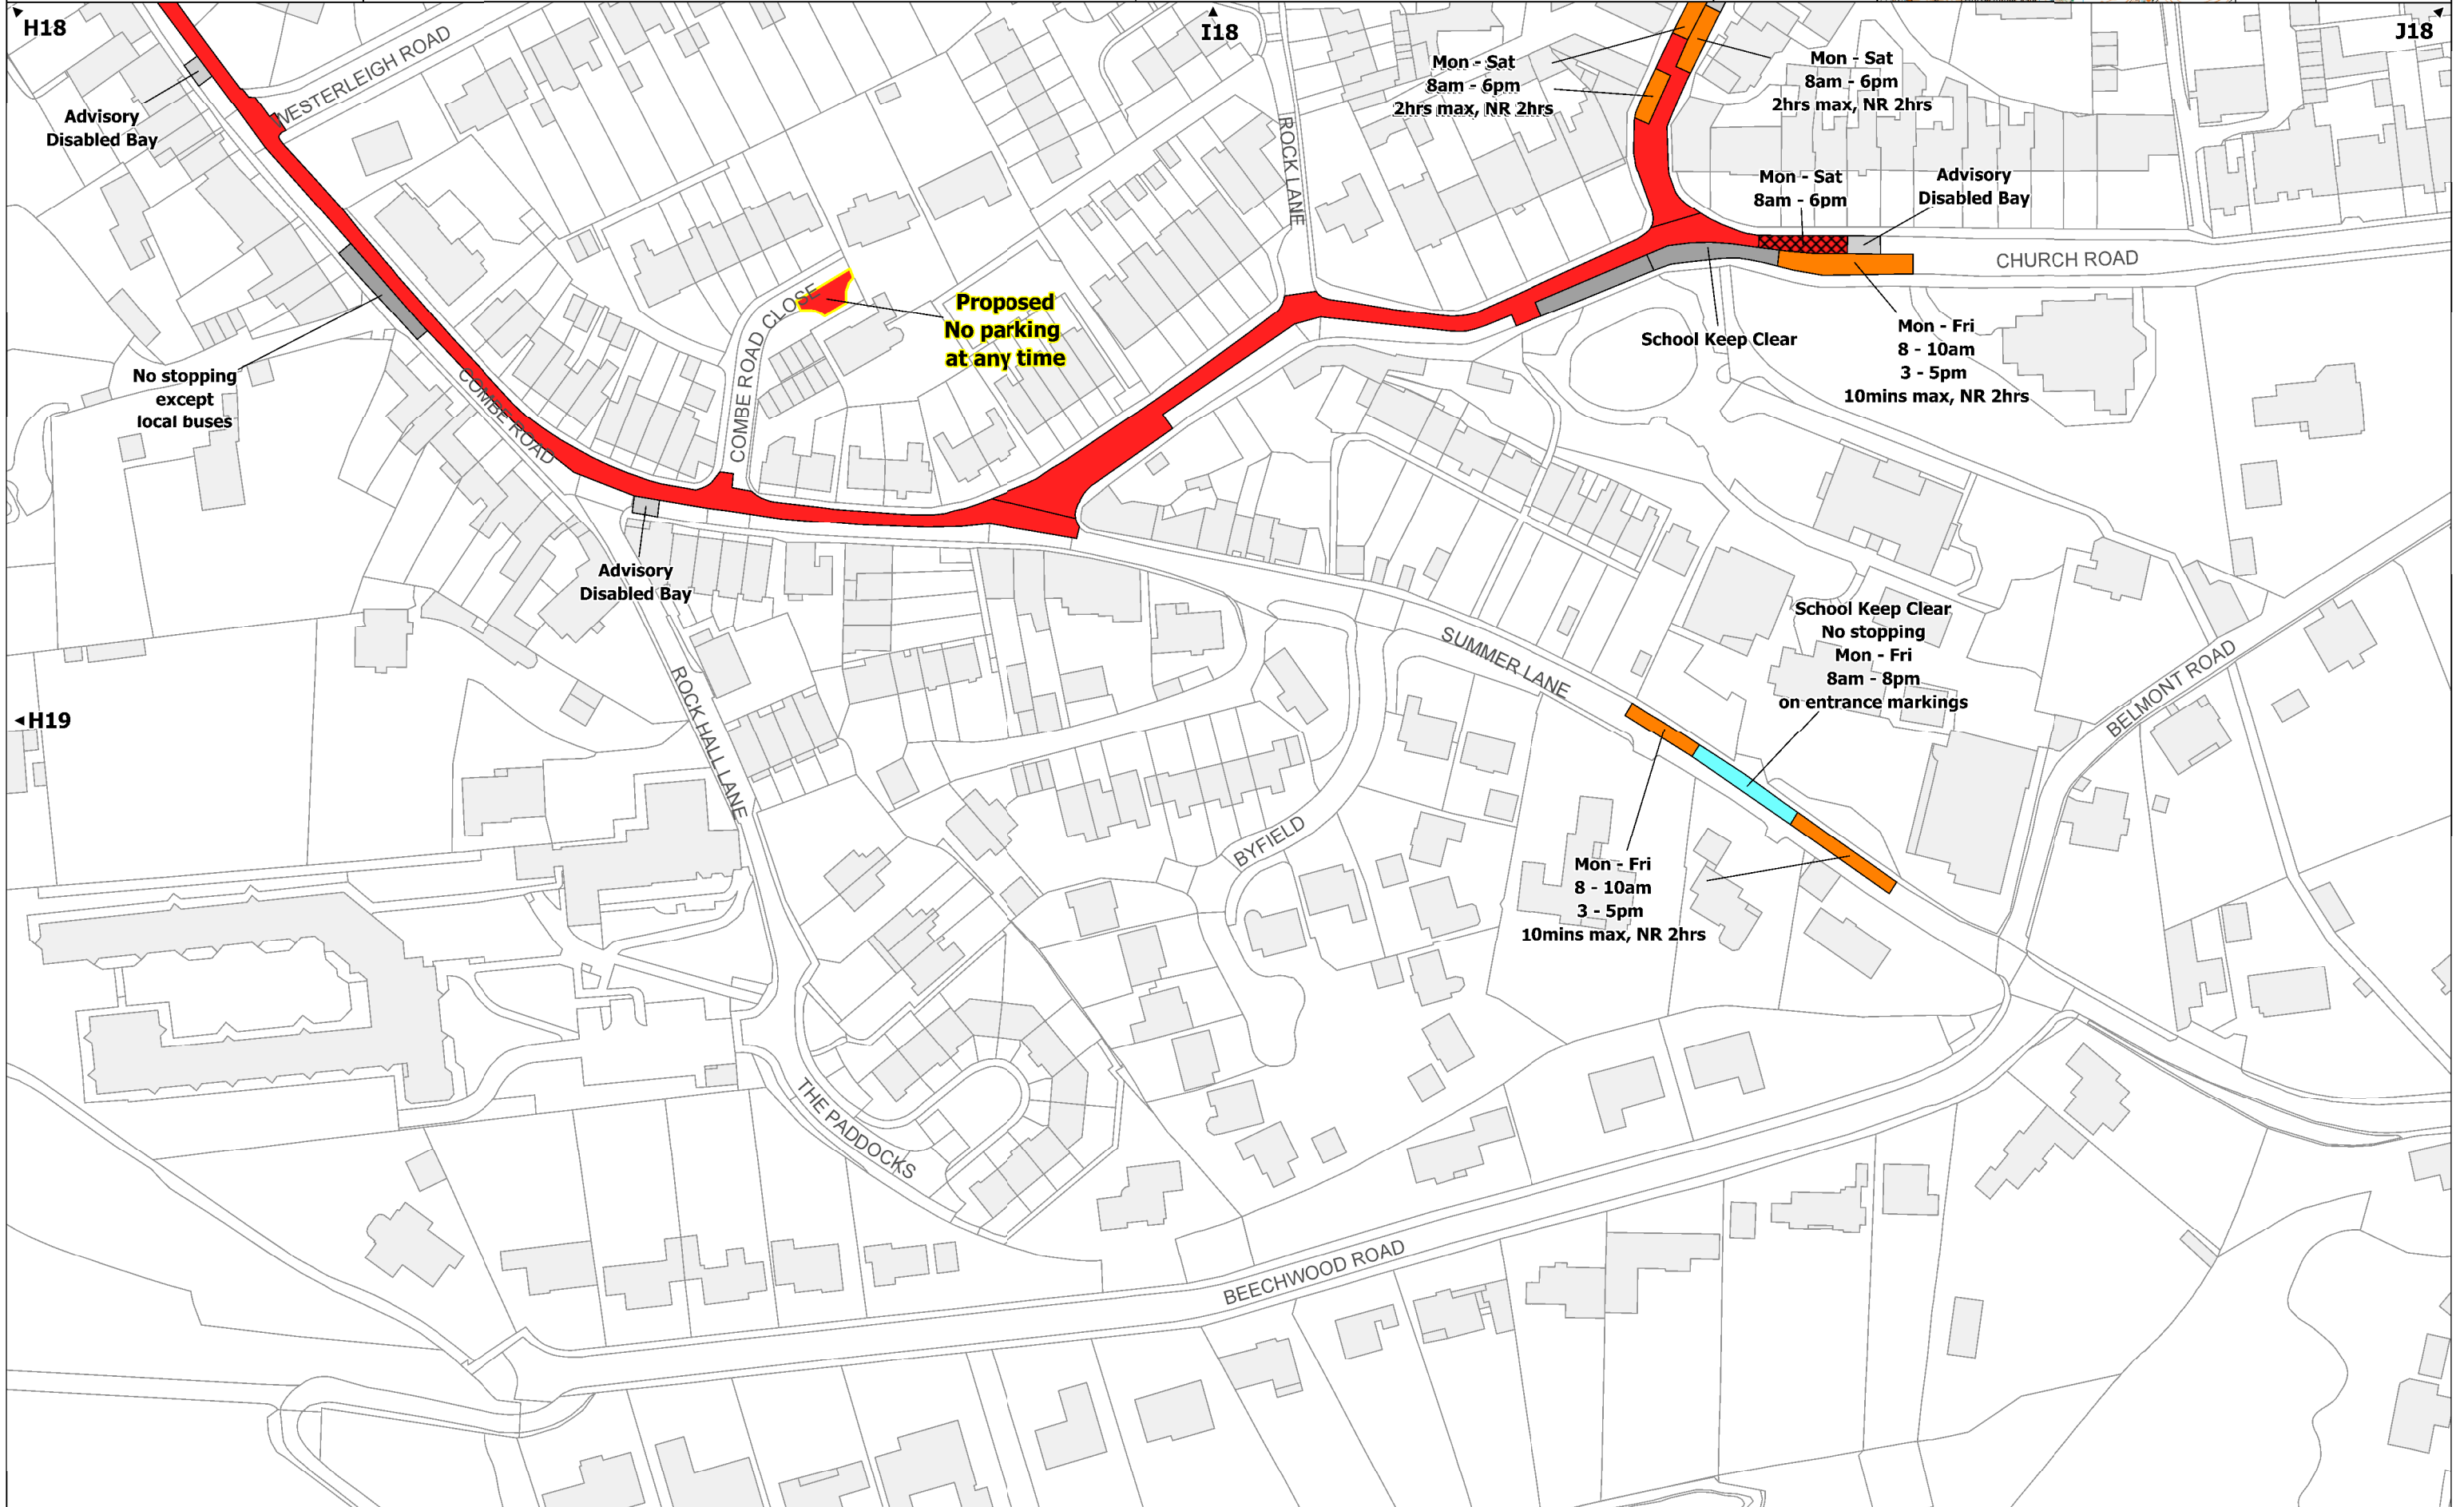 H18
I18
J18
WESTERLEIGH ROAD
Advisory
Disabled Bay
Mon - Sat
8am - 6pm
2hrs max, NR 2hrs
Mon - Sat
8am - 6pm
2hrs max, NR 2hrs
ROCK LANE
Mon - Sat
8am - 6pm
Advisory
Disabled Bay
CHURCH ROAD
COMBE ROAD CLOSE
Proposed
No parking
at any time
School Keep Clear
Mon - Fri
8 - 10am
3 - 5pm
10mins max, NR 2hrs
No stopping
except
local buses
COMBE ROAD
Advisory
Disabled Bay
SUMMER LANE
School Keep Clear
No stopping
Mon - Fri
8am - 8pm
on entrance markings
BELMONT ROAD
H19
ROCK HALL LANE
BYFIELD
Mon - Fri
8 - 10am
3 - 5pm
10mins max, NR 2hrs
THE PADDOCKS
BEECHWOOD ROAD